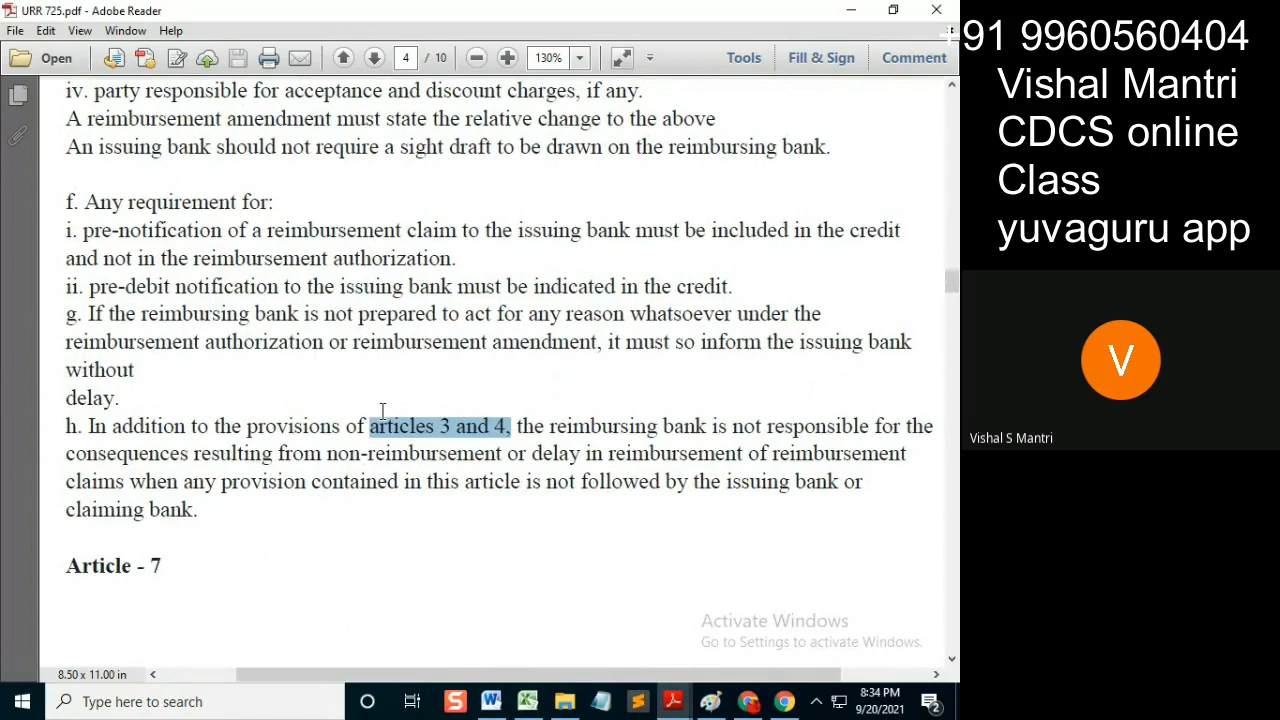 URR 725.pdf - Adobe Reader
File Edit View Window Help
Open 4 / 10 130% Tools Fill & Sign Comment
iv. party responsible for acceptance and discount charges, if any.
A reimbursement amendment must state the relative change to the above
An issuing bank should not require a sight draft to be drawn on the reimbursing bank.
f. Any requirement for:
i. pre-notification of a reimbursement claim to the issuing bank must be included in the credit
and not in the reimbursement authorization.
ii. pre-debit notification to the issuing bank must be indicated in the credit.
g. If the reimbursing bank is not prepared to act for any reason whatsoever under the
reimbursement authorization or reimbursement amendment, it must so inform the issuing bank
without
delay.
h. In addition to the provisions of articles 3 and 4, the reimbursing bank is not responsible for the
consequences resulting from non-reimbursement or delay in reimbursement of reimbursement
claims when any provision contained in this article is not followed by the issuing bank or
claiming bank.
Article - 7
Activate Windows
Go to Settings to activate Windows.
8.50 x 11.00 in
Type here to search
8:34 PM
9/20/2021
2
+91 9960560404
Vishal Mantri
CDCS online
Class
yuvaguru app
V
Vishal S Mantri